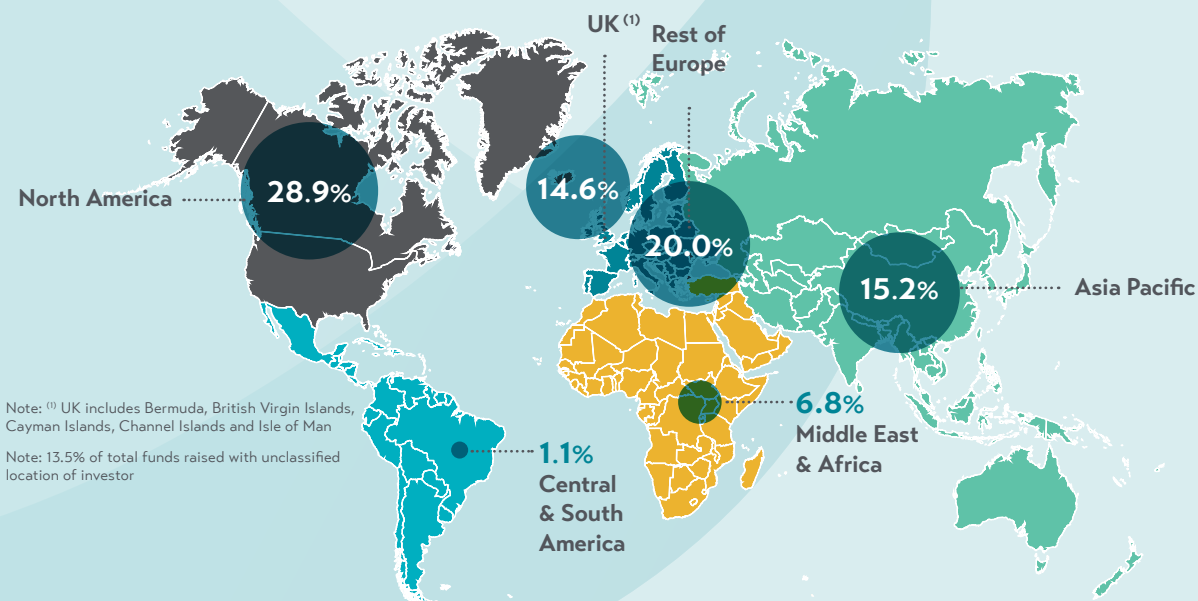 UK (1)
Rest of
Europe
North America
28.9%
14.6%
20.0%
15.2%
Asia Pacific
6.8%
Middle East
& Africa
1.1%
Central
& South
America
Note: (1) UK includes Bermuda, British Virgin Islands,
Cayman Islands, Channel Islands and Isle of Man
Note: 13.5% of total funds raised with unclassified
location of investor